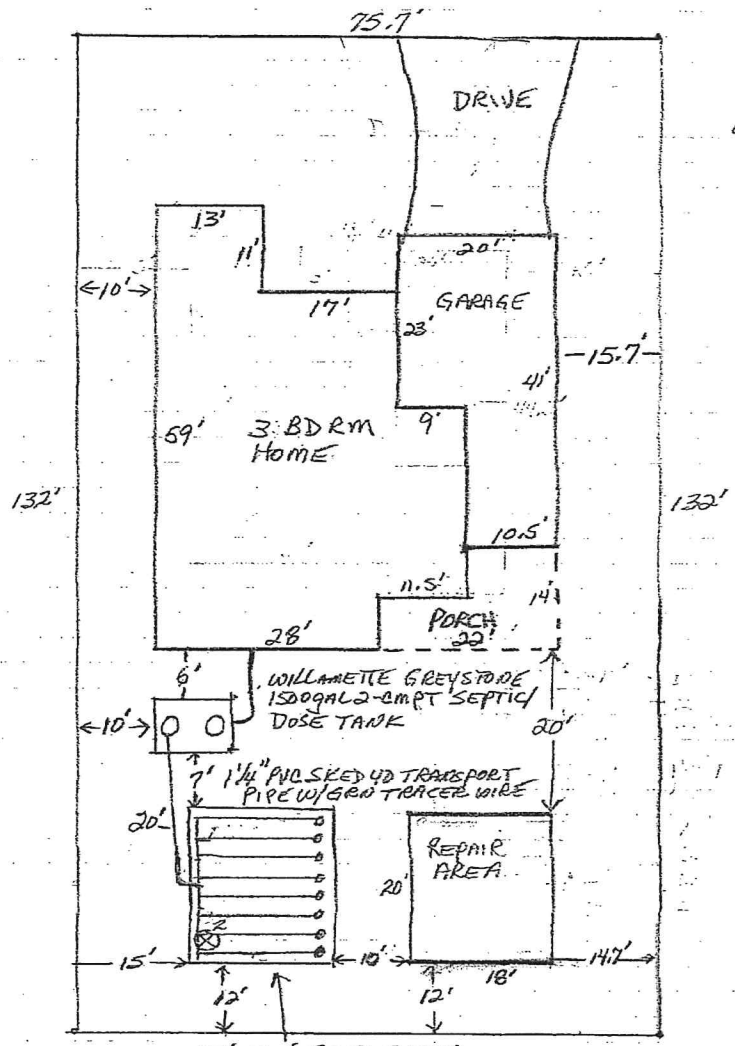 75.7'
DRIVE
13'
11'
20'
10'
17'
GARAGE
23'
15.7'
41'
9'
59'
3 BDRM
HOME
132'
132'
10.5'
11.5'
14'
PORCH
28'
22'
6'
WILLAMETTE GREYSTONE
1500gAL 2-CMPT SEPTIC/
DOSE TANK
10'
20'
7'
1 1/4" PVC SKED 40 TRANSPORT
PIPE W/GRN TRACER WIRE
20'
REPAIR
AREA
20'
2
15'
10'
18'
14.7'
12'
12'